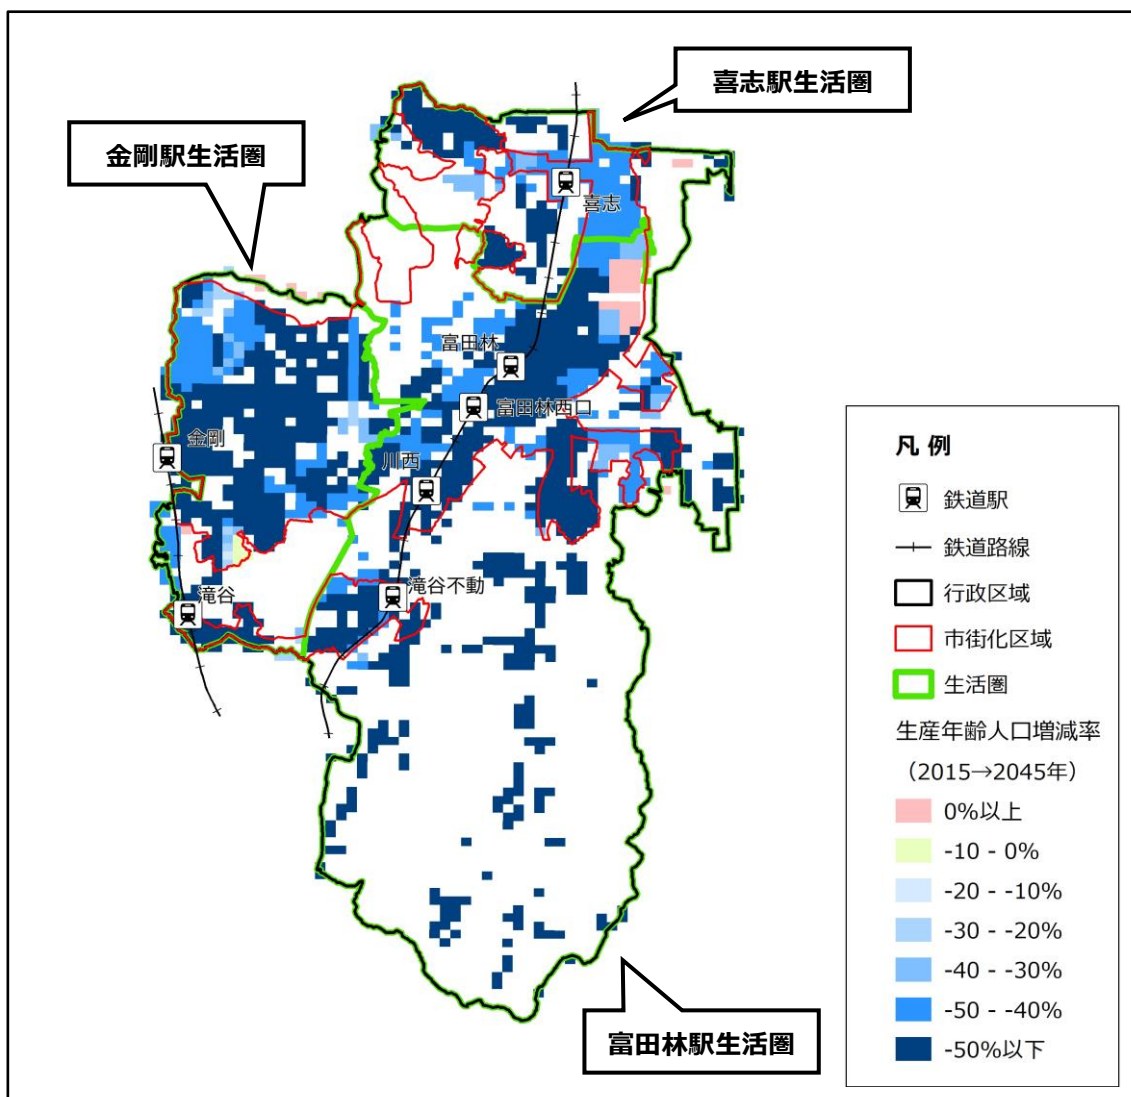 喜志駅生活圏
金剛駅生活圏
喜志
富田林
富田林西口
金剛
川西
滝谷不動
滝谷
富田林駅生活圏
凡 例
鉄道駅
鉄道路線
行政区域
市街化区域
生活圏
生産年齢人口増減率
（2015→2045年）
0%以上
-10 - 0%
-20 - -10%
-30 - -20%
-40 - -30%
-50 - -40%
-50%以下